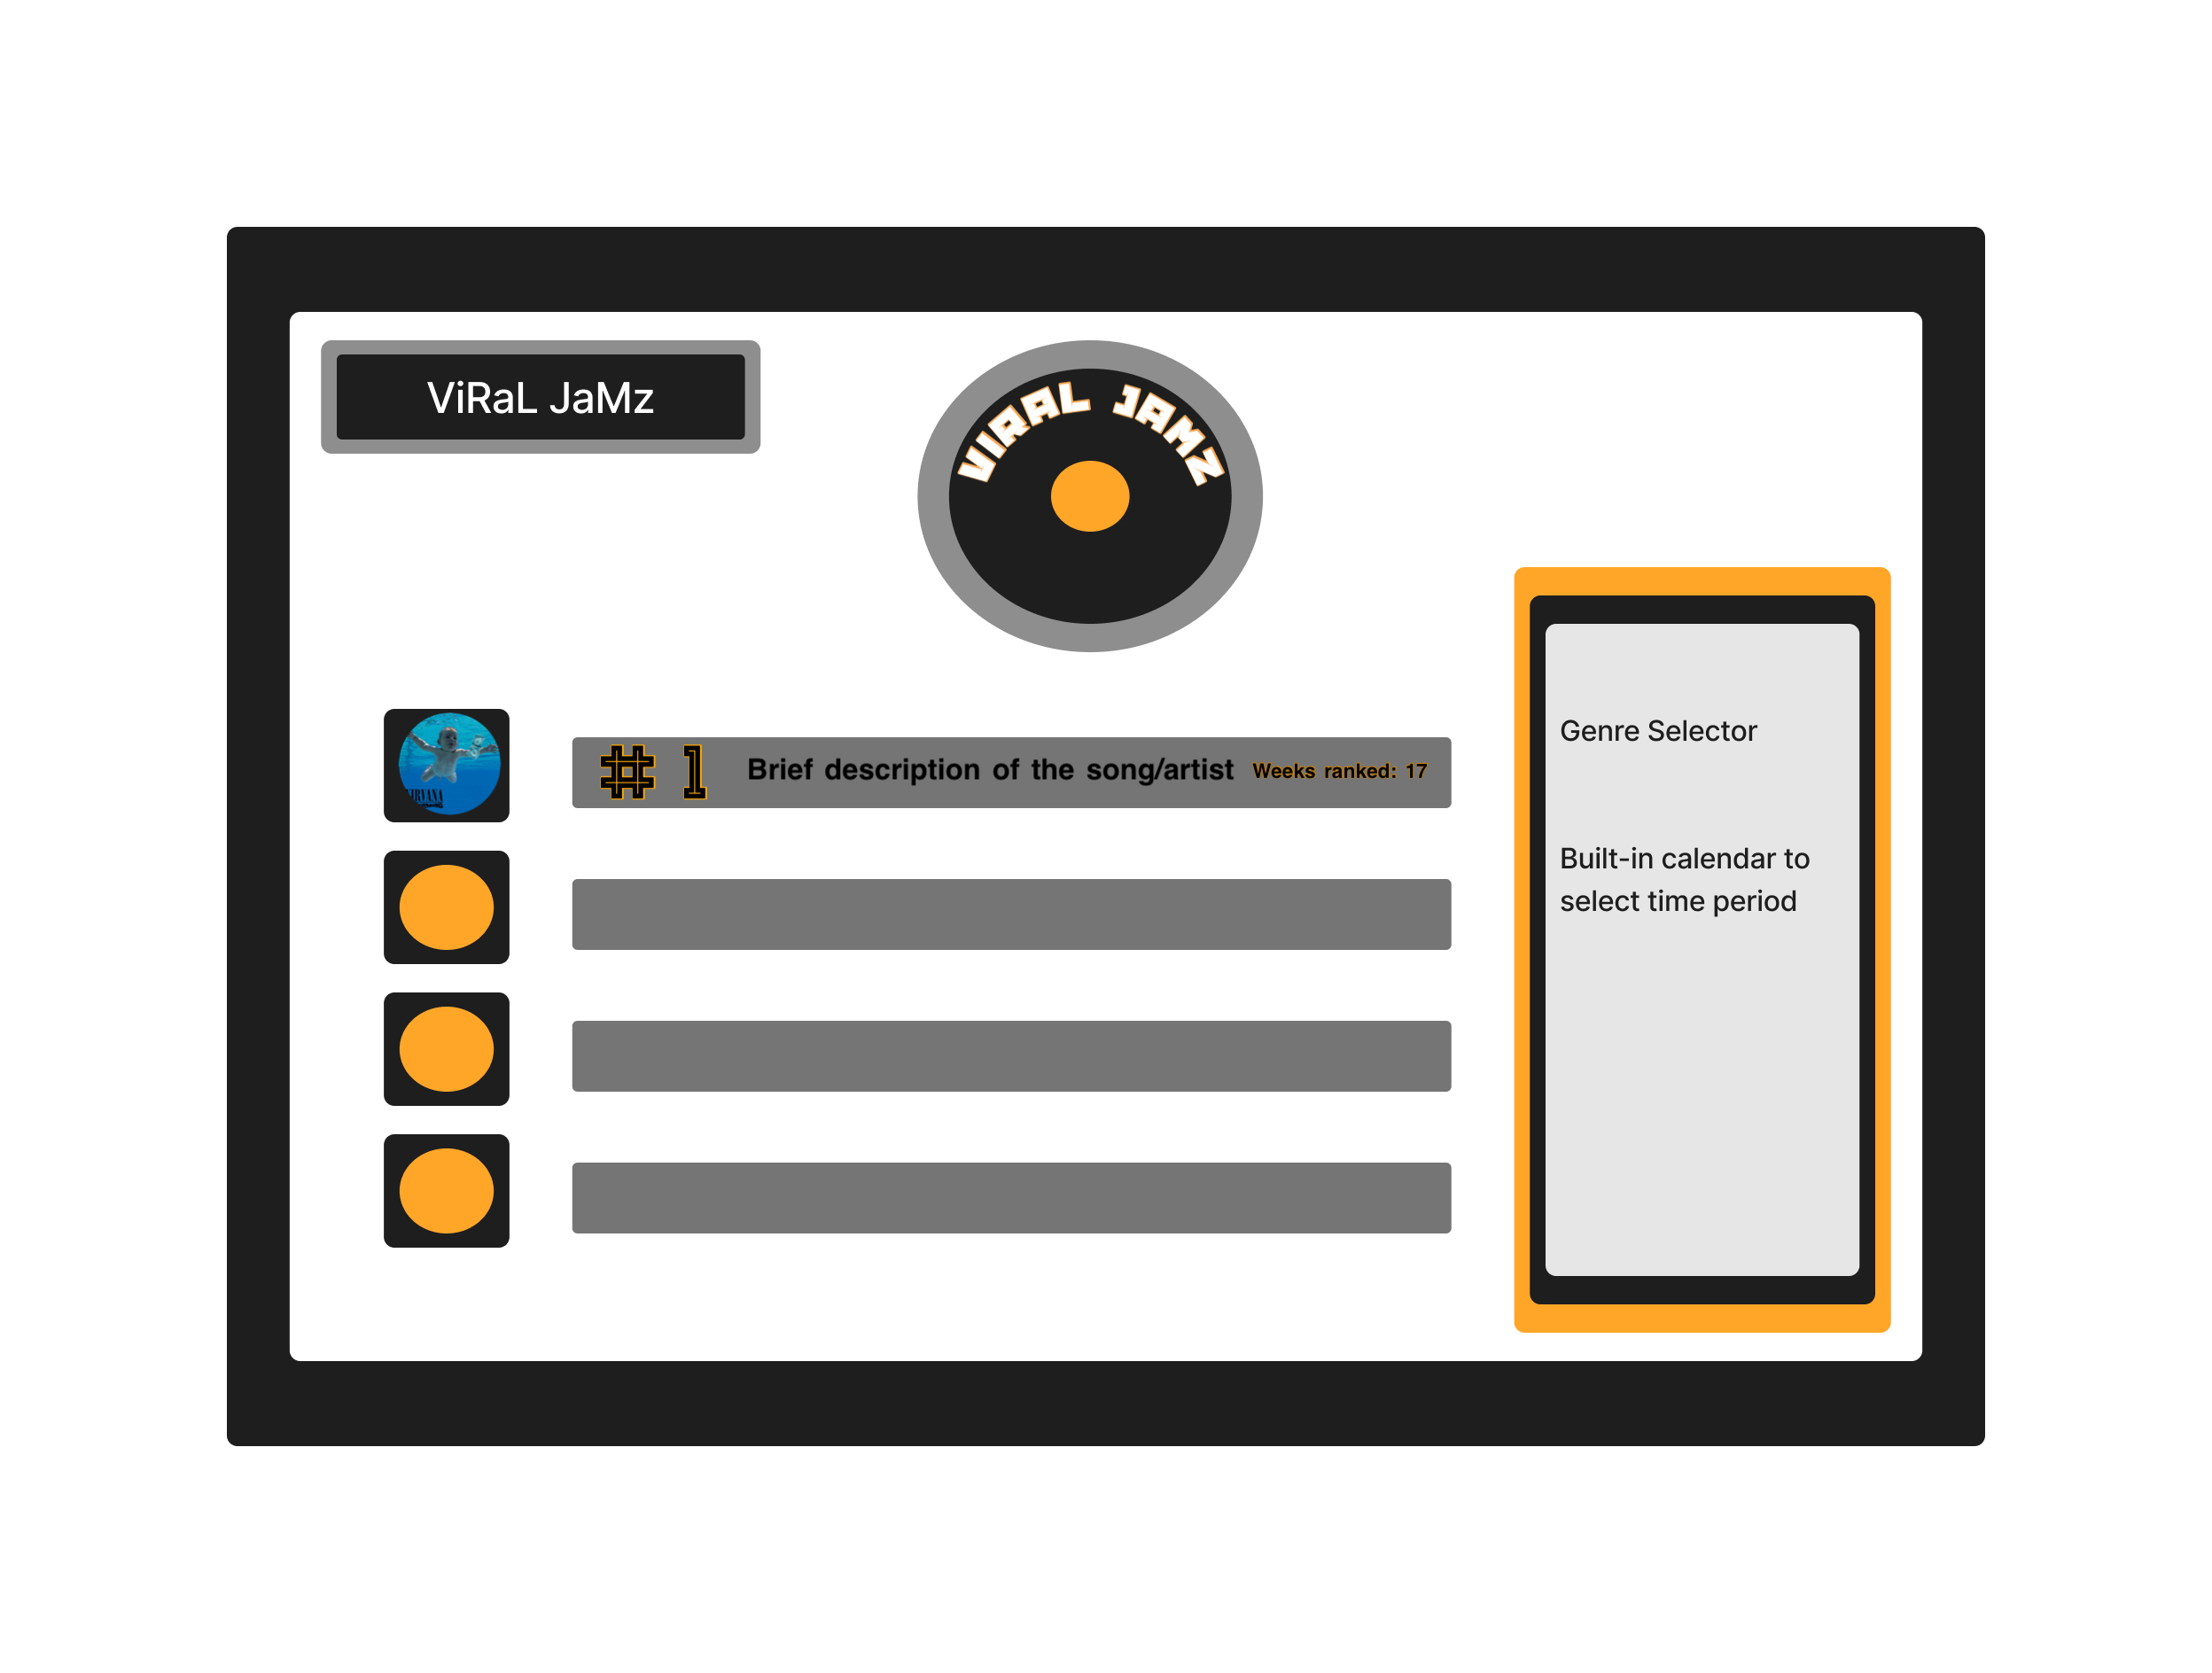 ViRaL JaMz
VIRAL JAMZ
NIRVANA
# 1 Brief description of the song/artist Weeks ranked: 17
Genre Selector
Built-in calendar to
select time period